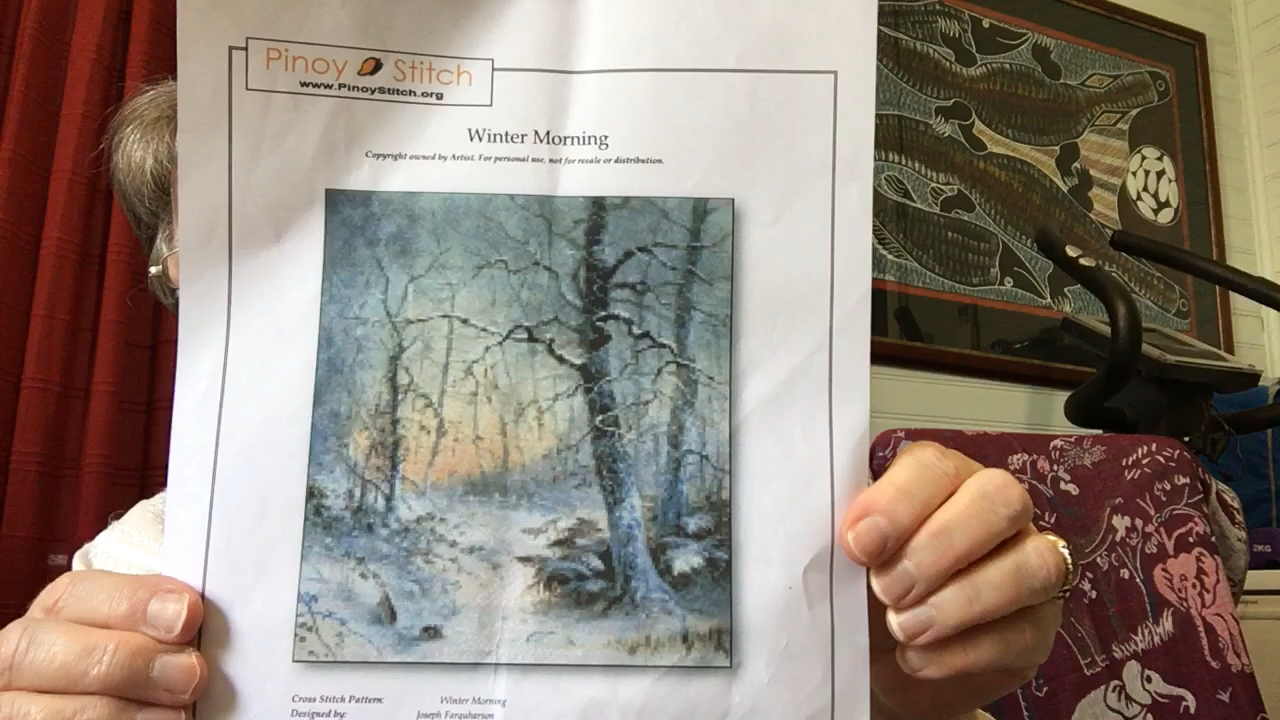 Pinoy Stitch
www.PinoyStitch.org
Winter Morning
Copyright owned by Artist. For personal use, not for resale or distribution.
Cross Stitch Pattern: Winter Morning
Designed by: Joseph Farquharson
2KG